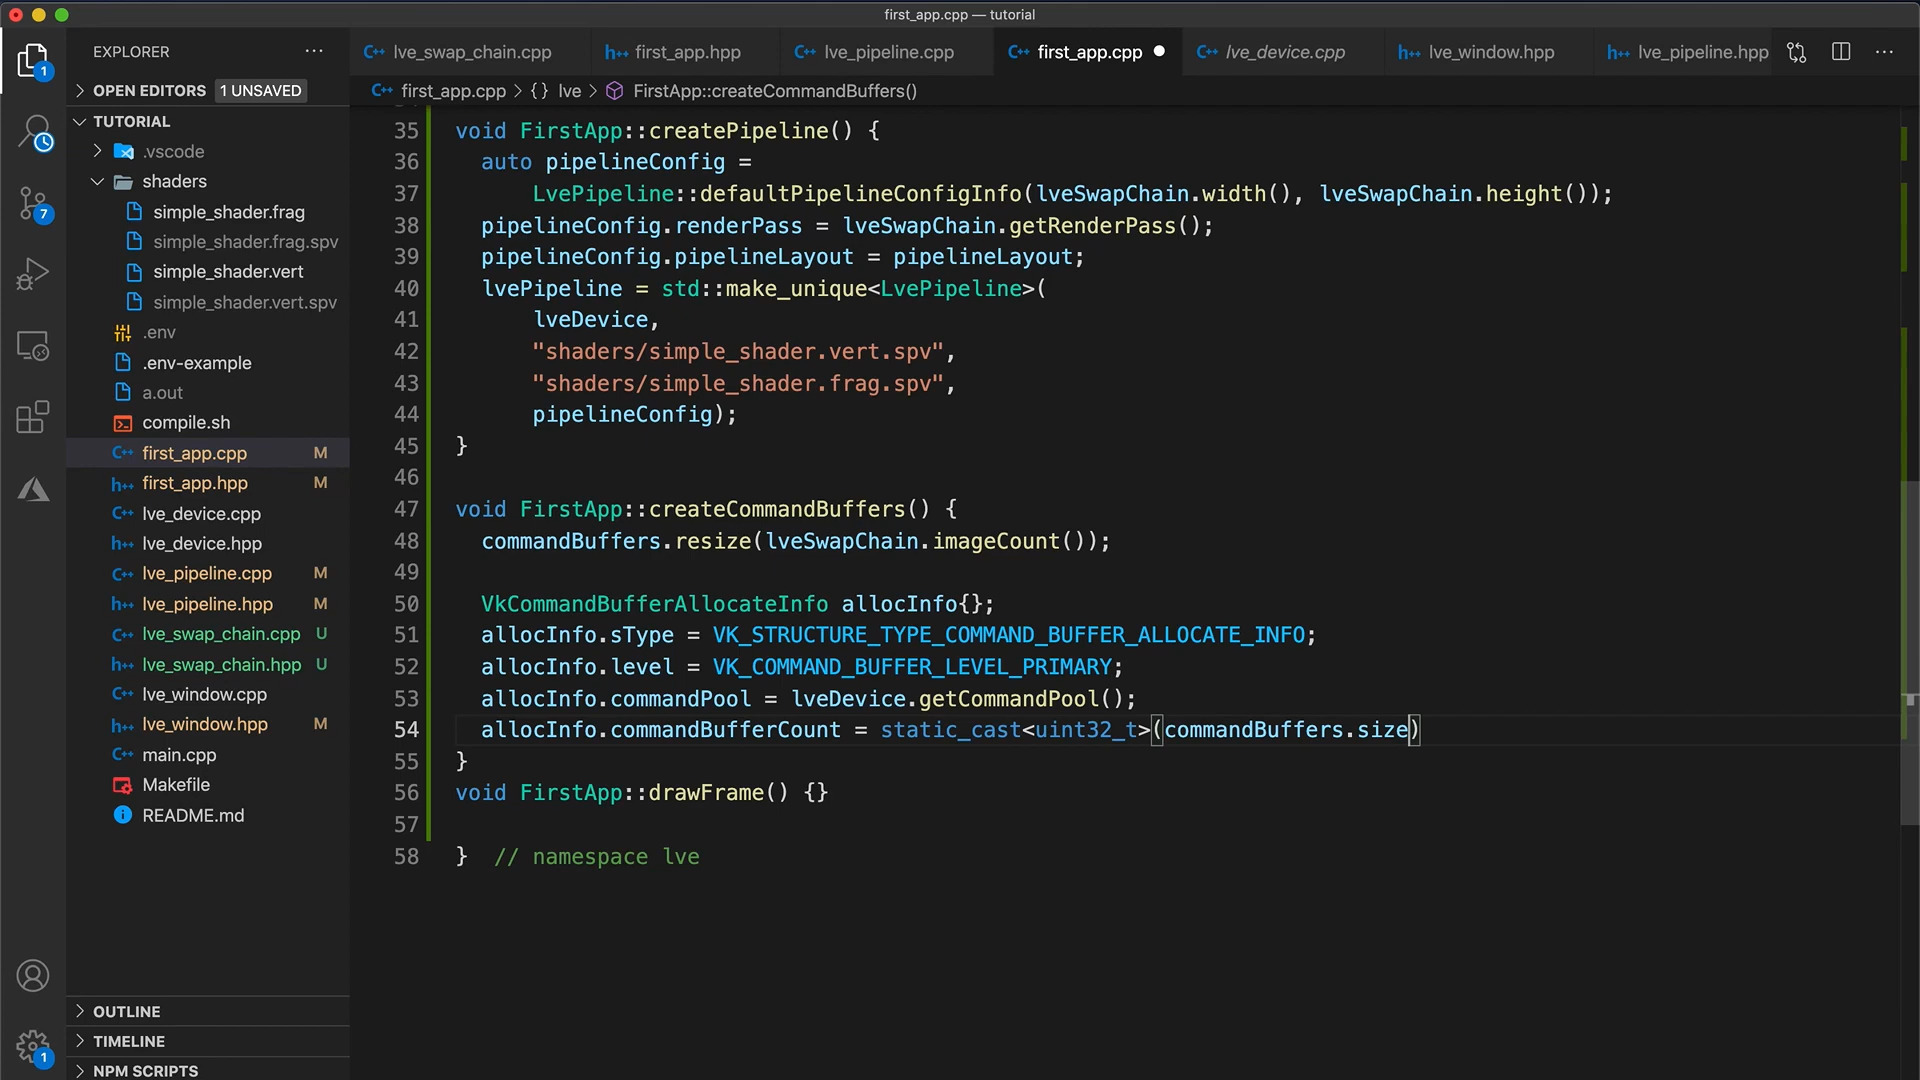 first_app.cpp — tutorial
EXPLORER
lve_swap_chain.cpp
first_app.hpp
lve_pipeline.cpp
first_app.cpp
lve_device.cpp
lve_window.hpp
lve_pipeline.hpp
OPEN EDITORS 1 UNSAVED
first_app.cpp > {} lve > FirstApp::createCommandBuffers()
TUTORIAL
.vscode
shaders
simple_shader.frag
simple_shader.frag.spv
simple_shader.vert
simple_shader.vert.spv
.env
.env-example
a.out
compile.sh
first_app.cpp M
first_app.hpp M
lve_device.cpp
lve_device.hpp
lve_pipeline.cpp M
lve_pipeline.hpp M
lve_swap_chain.cpp U
lve_swap_chain.hpp U
lve_window.cpp
lve_window.hpp M
main.cpp
Makefile
README.md
OUTLINE
TIMELINE
NPM SCRIPTS
1
7
1
35 void FirstApp::createPipeline() {
36 auto pipelineConfig =
37 LvePipeline::defaultPipelineConfigInfo(lveSwapChain.width(), lveSwapChain.height());
38 pipelineConfig.renderPass = lveSwapChain.getRenderPass();
39 pipelineConfig.pipelineLayout = pipelineLayout;
40 lvePipeline = std::make_unique<LvePipeline>(
41 lveDevice,
42 "shaders/simple_shader.vert.spv",
43 "shaders/simple_shader.frag.spv",
44 pipelineConfig);
45 }
46
47 void FirstApp::createCommandBuffers() {
48 commandBuffers.resize(lveSwapChain.imageCount());
49
50 VkCommandBufferAllocateInfo allocInfo{};
51 allocInfo.sType = VK_STRUCTURE_TYPE_COMMAND_BUFFER_ALLOCATE_INFO;
52 allocInfo.level = VK_COMMAND_BUFFER_LEVEL_PRIMARY;
53 allocInfo.commandPool = lveDevice.getCommandPool();
54 allocInfo.commandBufferCount = static_cast<uint32_t>(commandBuffers.size)
55 }
56 void FirstApp::drawFrame() {}
57
58 } // namespace lve